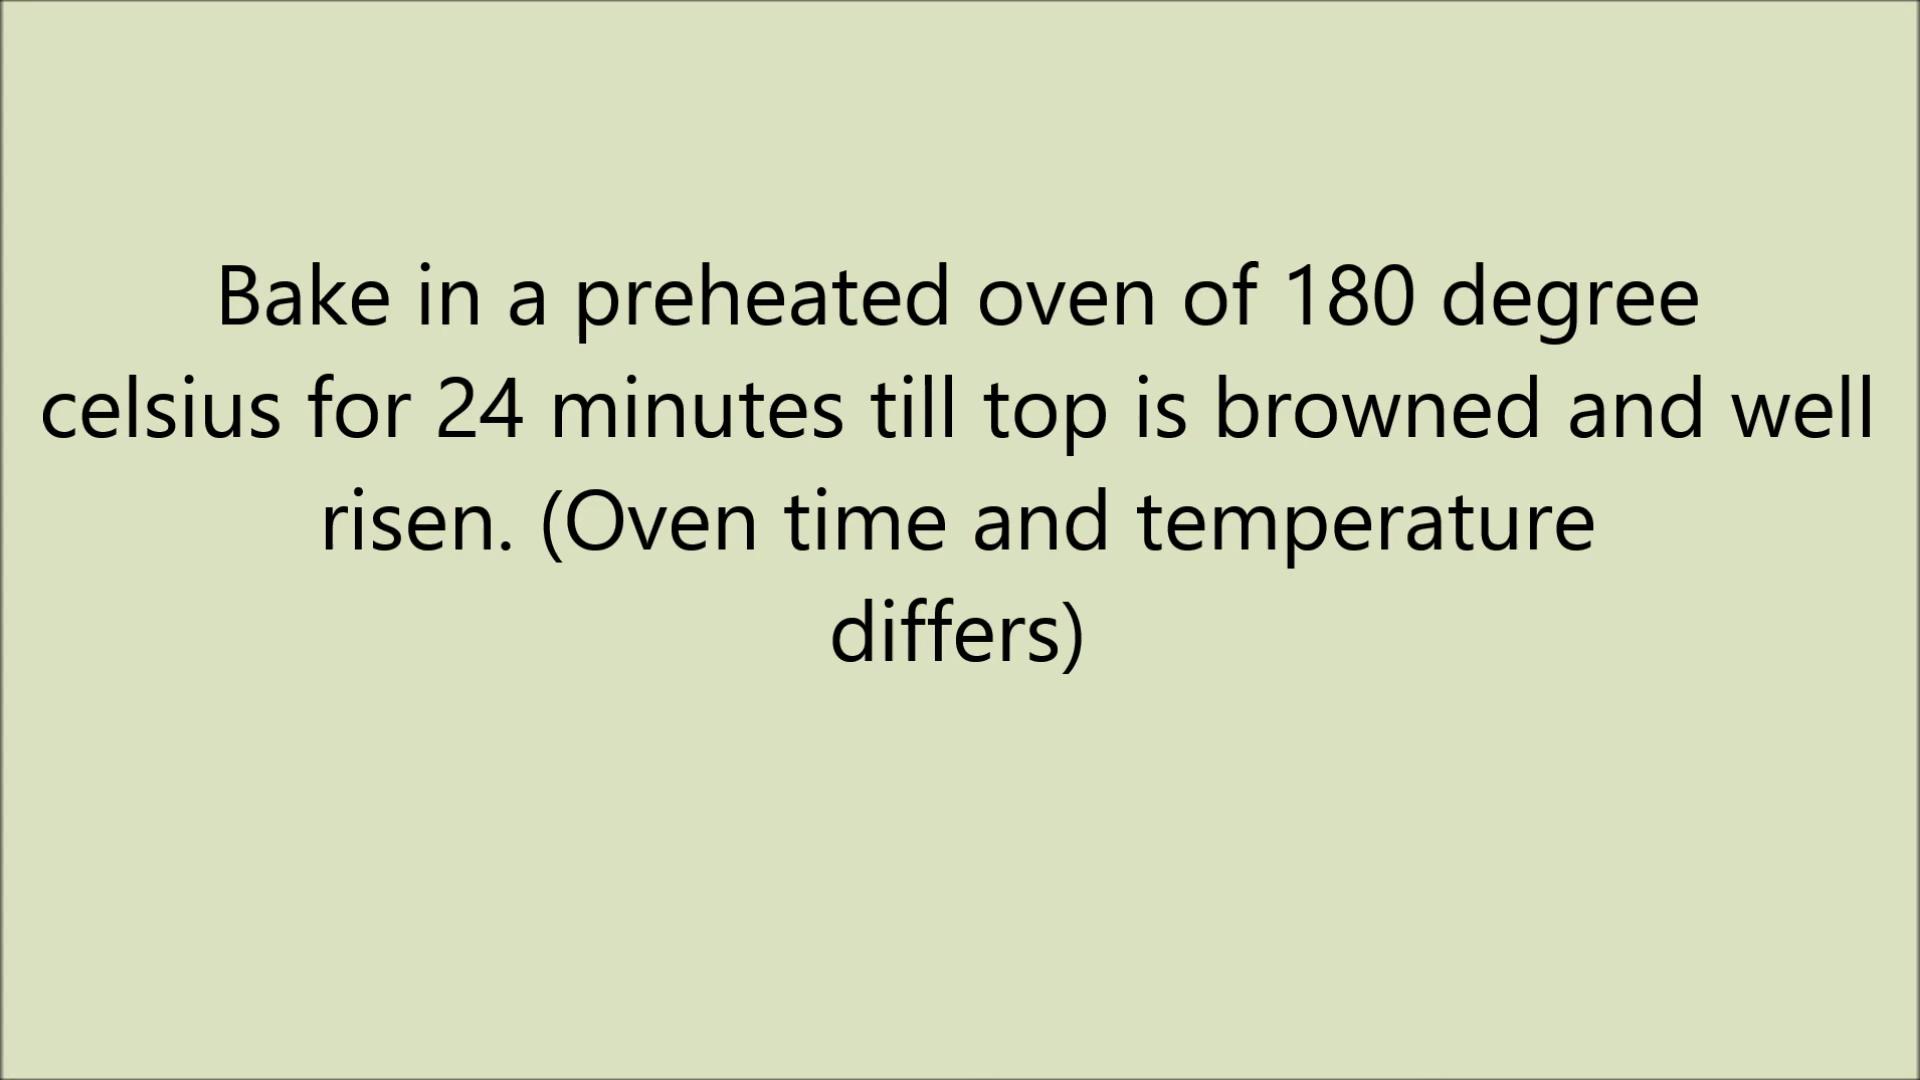 Bake in a preheated oven of 180 degree
celsius for 24 minutes till top is browned and well
risen. (Oven time and temperature
differs)